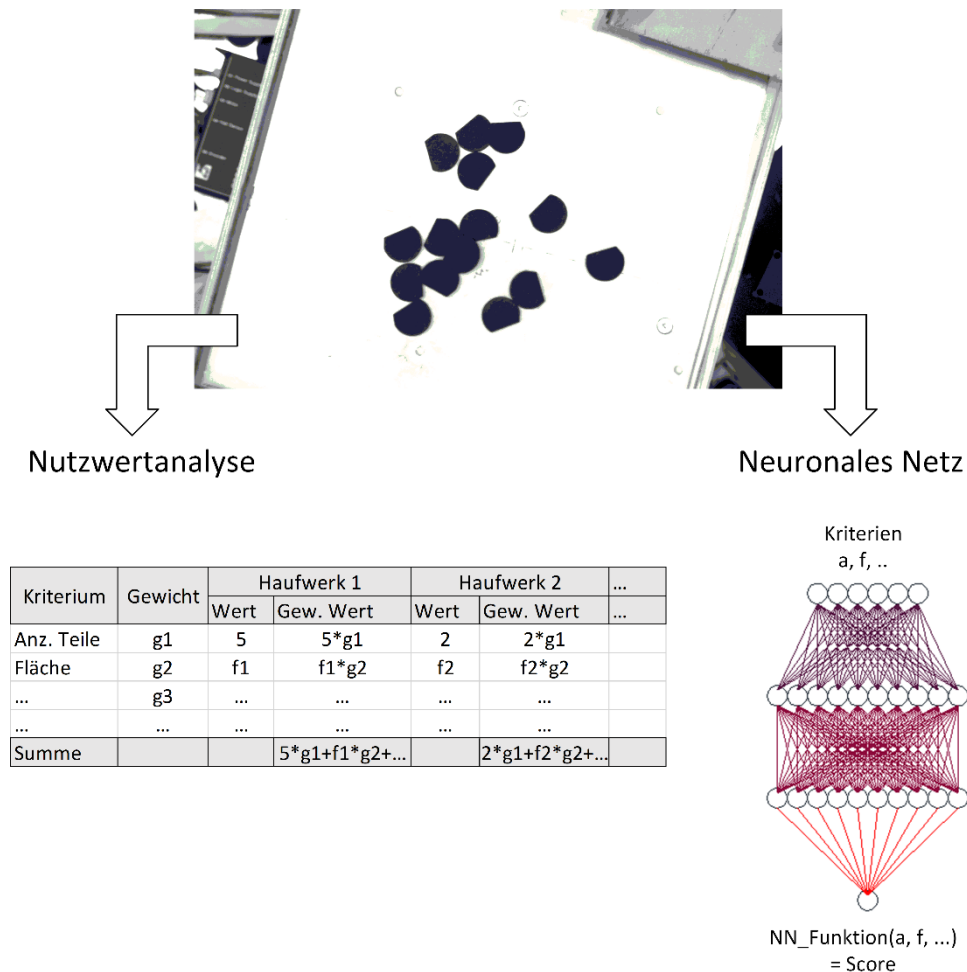 Nutzwertanalyse
Neuronales Netz
Kriterium Gewicht Haufwerk 1 Haufwerk 2 ...
Wert Gew. Wert Wert Gew. Wert ...
Anz. Teile g1 5 5*g1 2 2*g1
Fläche g2 f1 f1*g2 f2 f2*g2
... g3 ... ... ... ...
... ... ... ... ... ...
Summe 5*g1+f1*g2+... 2*g1+f2*g2+...
Kriterien
a, f, ..
NN_Funktion(a, f, ...)
= Score